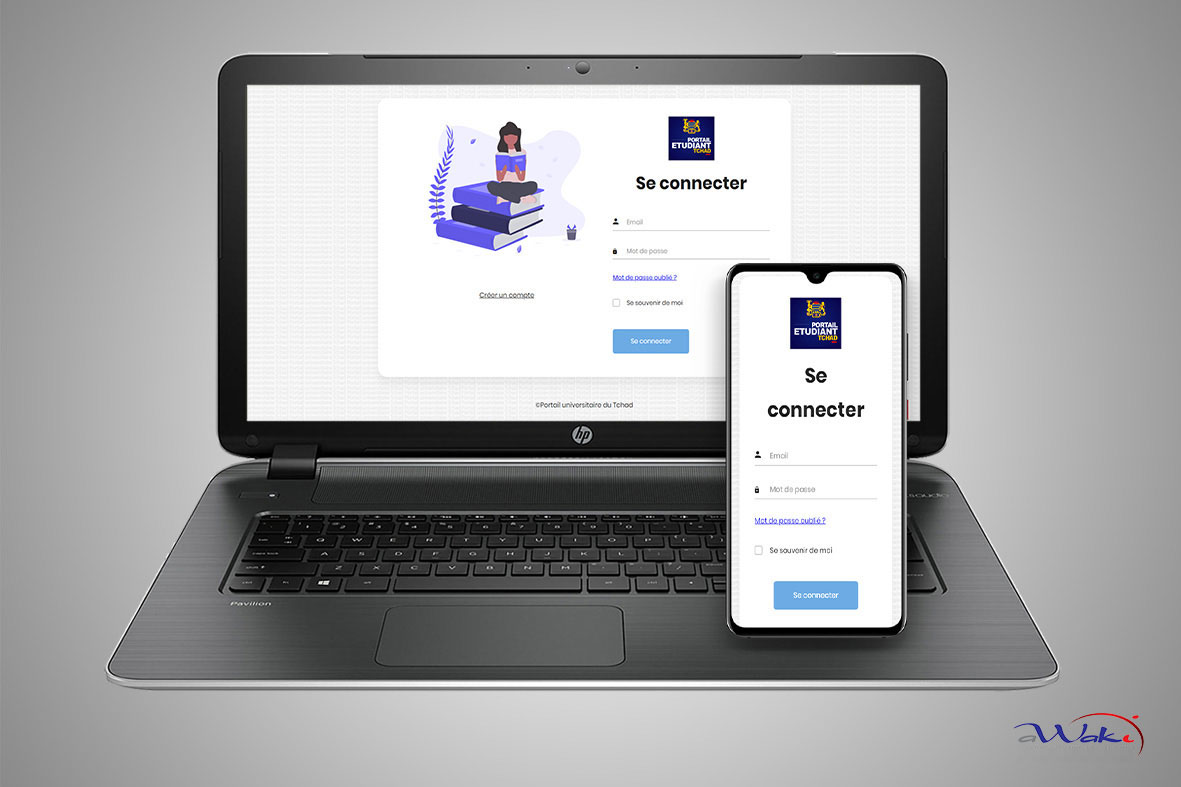 PORTAIL
ETUDIANT
TCHAD
Se connecter
Email
Mot de passe
Mot de passe oublié ?
Se souvenir de moi
Créer un compte
Se connecter
©Portail universitaire du Tchad
hp
PORTAIL
ETUDIANT
TCHAD
Se
connecter
Email
Mot de passe
Mot de passe oublié ?
Se souvenir de moi
Se connecter
Q W E R T Y U I O P
A S D F G H J K L
Z X C V B N M
Pavilion
aWaki